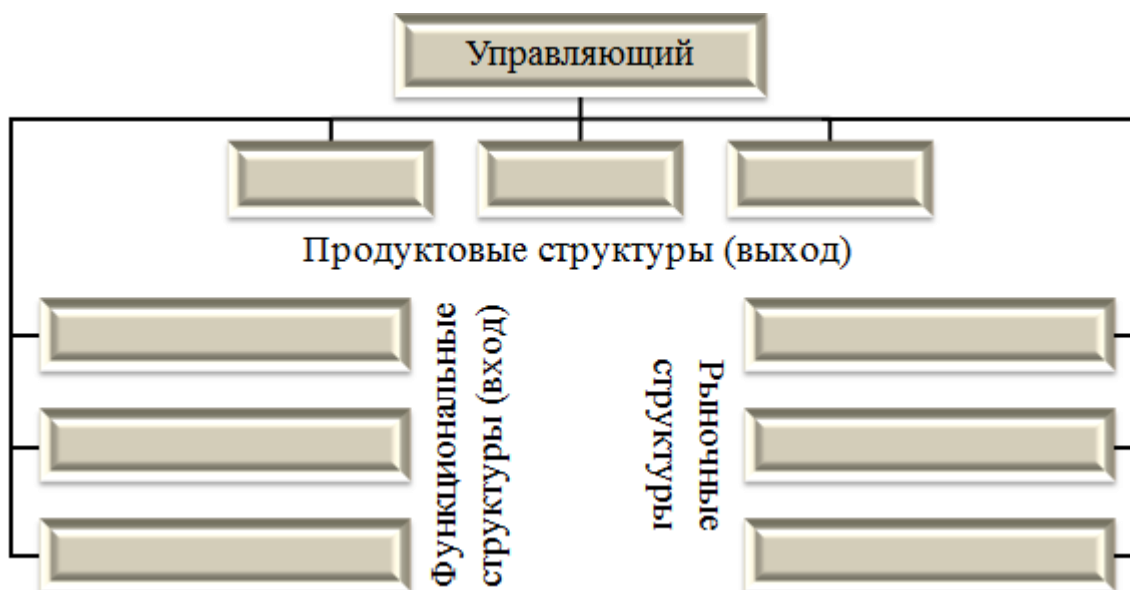 Управляющий
Продуктовые структуры (выход)
Функциональные
структуры (вход)
Рыночные
структуры